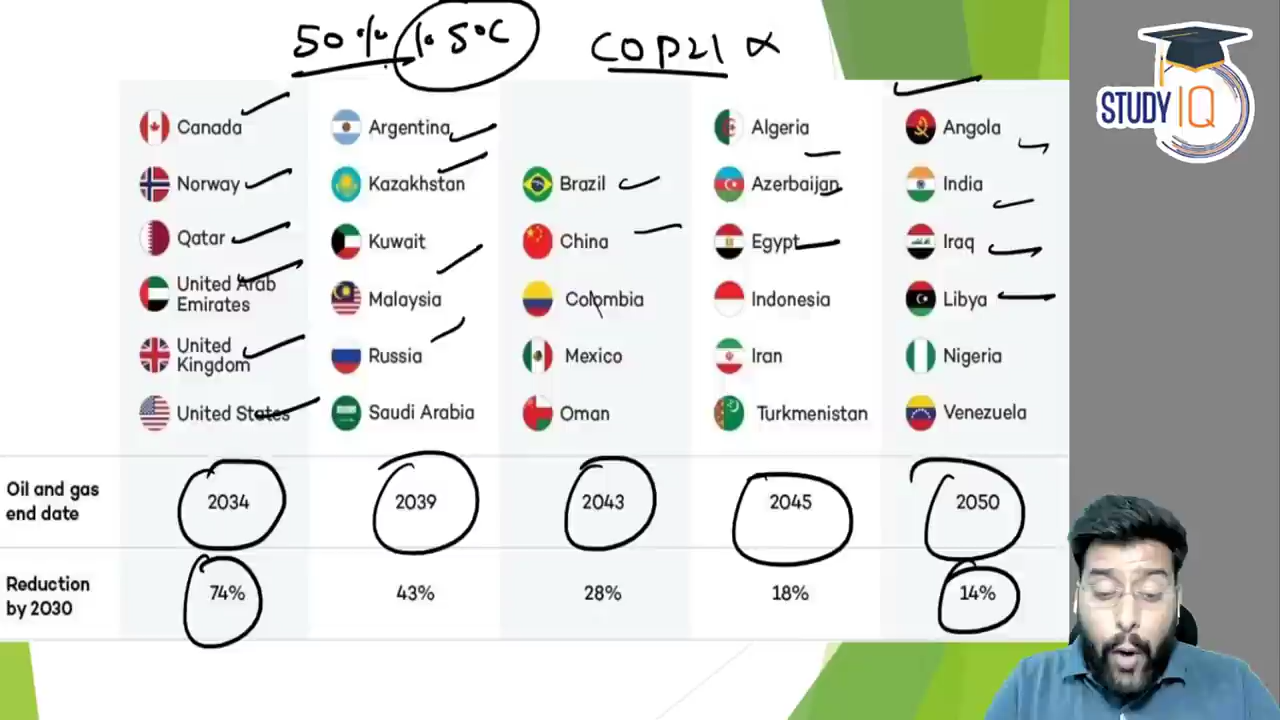 50% 1.5°C COP21
STUDY IQ
Canada
Norway
Qatar
United Arab
Emirates
United
Kingdom
United States
Argentina
Kazakhstan
Kuwait
Malaysia
Russia
Saudi Arabia
Brazil
China
Colombia
Mexico
Oman
Algeria
Azerbaijan
Egypt
Indonesia
Iran
Turkmenistan
Angola
India
Iraq
Libya
Nigeria
Venezuela
Oil and gas
end date
2034 2039 2043 2045 2050
Reduction
by 2030
74% 43% 28% 18% 14%